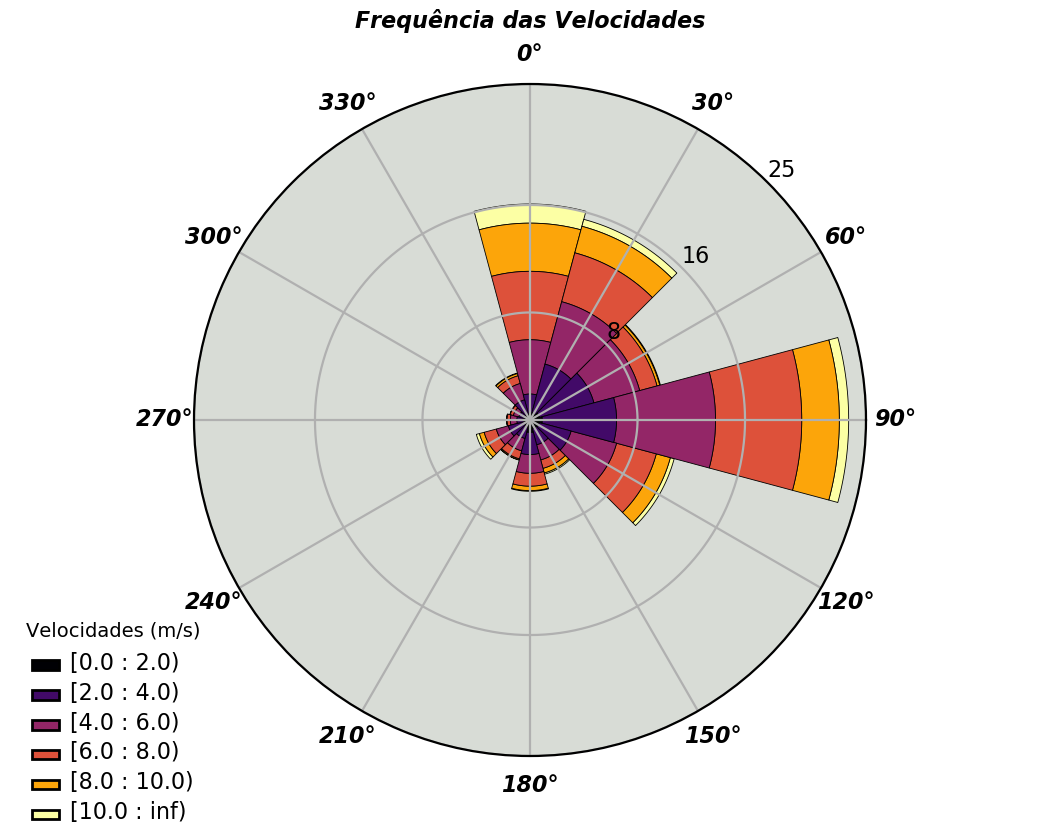 Frequência das Velocidades
0°
330°
30°
25
300°
60°
16
8
270°
90°
240°
120°
210°
150°
180°
Velocidades (m/s)
[0.0 : 2.0)
[2.0 : 4.0)
[4.0 : 6.0)
[6.0 : 8.0)
[8.0 : 10.0)
[10.0 : inf)